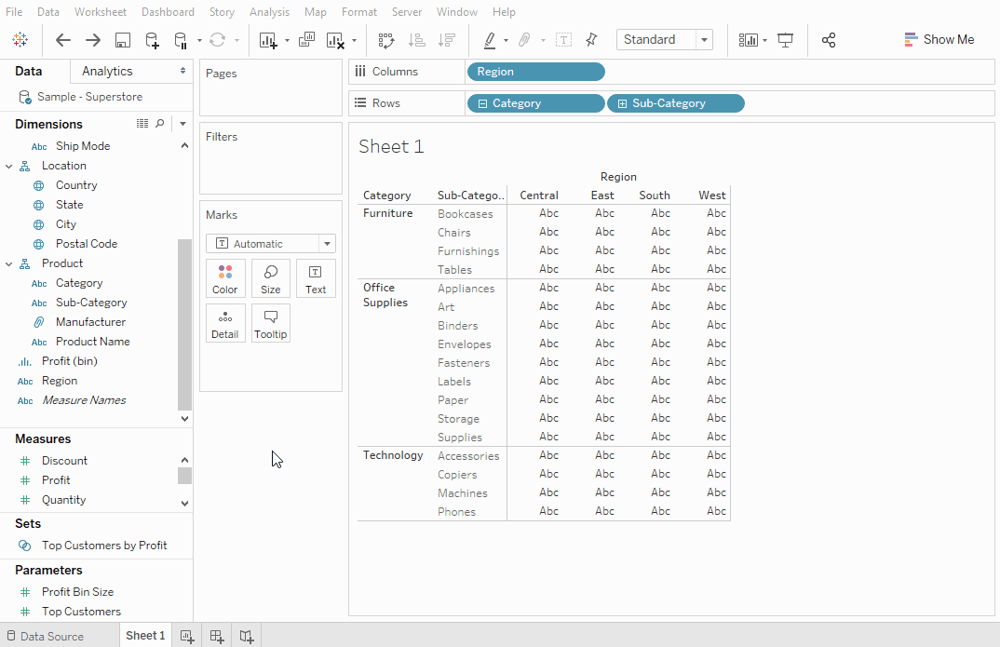 File Data Worksheet Dashboard Story Analysis Map Format Server Window Help
Standard Show Me
Data Analytics
Sample - Superstore
Dimensions
Abc Ship Mode
Location
Country
State
City
Postal Code
Product
Abc Category
Abc Sub-Category
Manufacturer
Abc Product Name
Profit (bin)
Abc Region
Abc Measure Names
Measures
# Discount
# Profit
# Quantity
Sets
Top Customers by Profit
Parameters
# Profit Bin Size
# Top Customers
Pages
Filters
Marks
T Automatic
Color Size Text
Detail Tooltip
Columns Region
Rows Category Sub-Category
Sheet 1
Region
Category Sub-Catego.. Central East South West
Furniture Bookcases Abc Abc Abc Abc
Chairs Abc Abc Abc Abc
Furnishings Abc Abc Abc Abc
Tables Abc Abc Abc Abc
Office Supplies Appliances Abc Abc Abc Abc
Art Abc Abc Abc Abc
Binders Abc Abc Abc Abc
Envelopes Abc Abc Abc Abc
Fasteners Abc Abc Abc Abc
Labels Abc Abc Abc Abc
Paper Abc Abc Abc Abc
Storage Abc Abc Abc Abc
Supplies Abc Abc Abc Abc
Technology Accessories Abc Abc Abc Abc
Copiers Abc Abc Abc Abc
Machines Abc Abc Abc Abc
Phones Abc Abc Abc Abc
Data Source Sheet 1